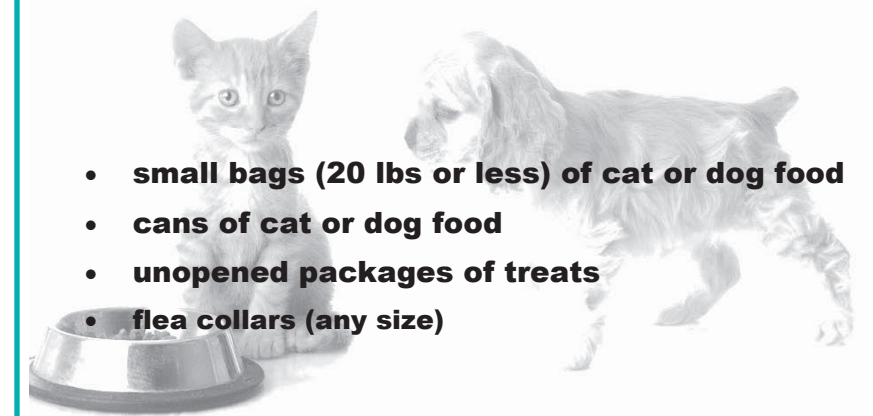 • small bags (20 lbs or less) of cat or dog food
• cans of cat or dog food
• unopened packages of treats
• flea collars (any size)